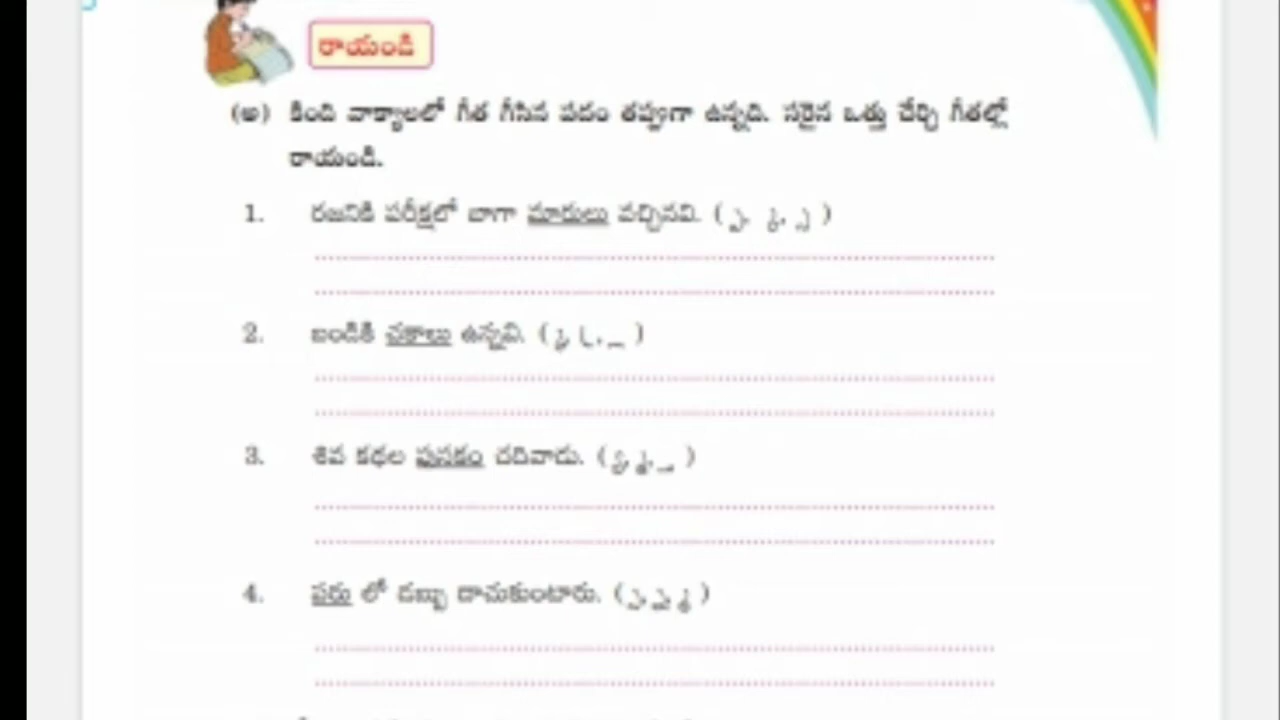 రాయండి
(అ) కింది వాక్యాలలో గీత గీసిన పదం తప్పుగా ఉన్నది. సరైన ఒత్తు చేర్చి గీతల్లో
రాయండి.
1. రజనికి పరీక్షలో బాగా మారులు వచ్చినవి. (
2. బండికి చకాలు ఉన్నవి. (
3. శివ కథల పుసకం చదివాడు. (
4. పరు లో డబ్బు దాచుకుంటారు. (